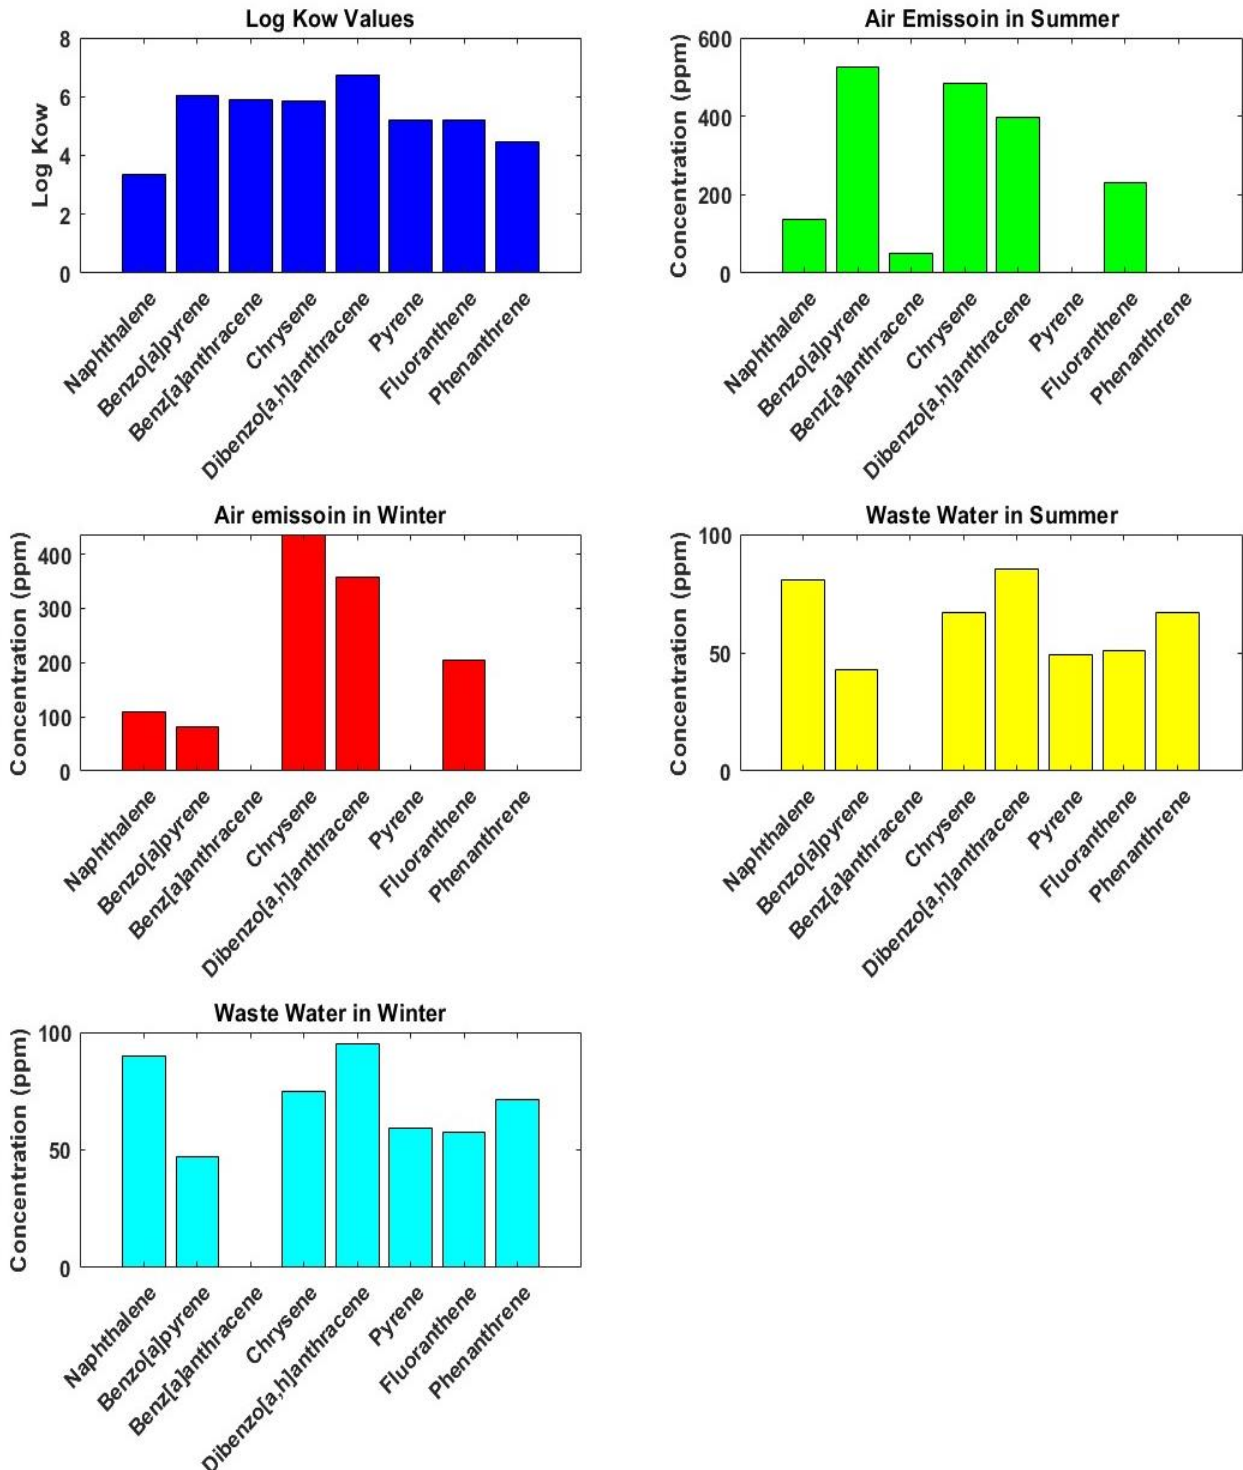 Log Kow Values
Log Kow
8
6
4
2
0
Naphthalene
Benzo[a]pyrene
Benz[a]anthracene
Chrysene
Dibenzo[a,h]anthracene
Pyrene
Fluoranthene
Phenanthrene
Air Emissoin in Summer
Concentration (ppm)
600
400
200
0
Naphthalene
Benzo[a]pyrene
Benz[a]anthracene
Chrysene
Dibenzo[a,h]anthracene
Pyrene
Fluoranthene
Phenanthrene
Air emissoin in Winter
Concentration (ppm)
400
300
200
100
0
Naphthalene
Benzo[a]pyrene
Benz[a]anthracene
Chrysene
Dibenzo[a,h]anthracene
Pyrene
Fluoranthene
Phenanthrene
Waste Water in Summer
Concentration (ppm)
100
50
0
Naphthalene
Benzo[a]pyrene
Benz[a]anthracene
Chrysene
Dibenzo[a,h]anthracene
Pyrene
Fluoranthene
Phenanthrene
Waste Water in Winter
Concentration (ppm)
100
50
0
Naphthalene
Benzo[a]pyrene
Benz[a]anthracene
Chrysene
Dibenzo[a,h]anthracene
Pyrene
Fluoranthene
Phenanthrene